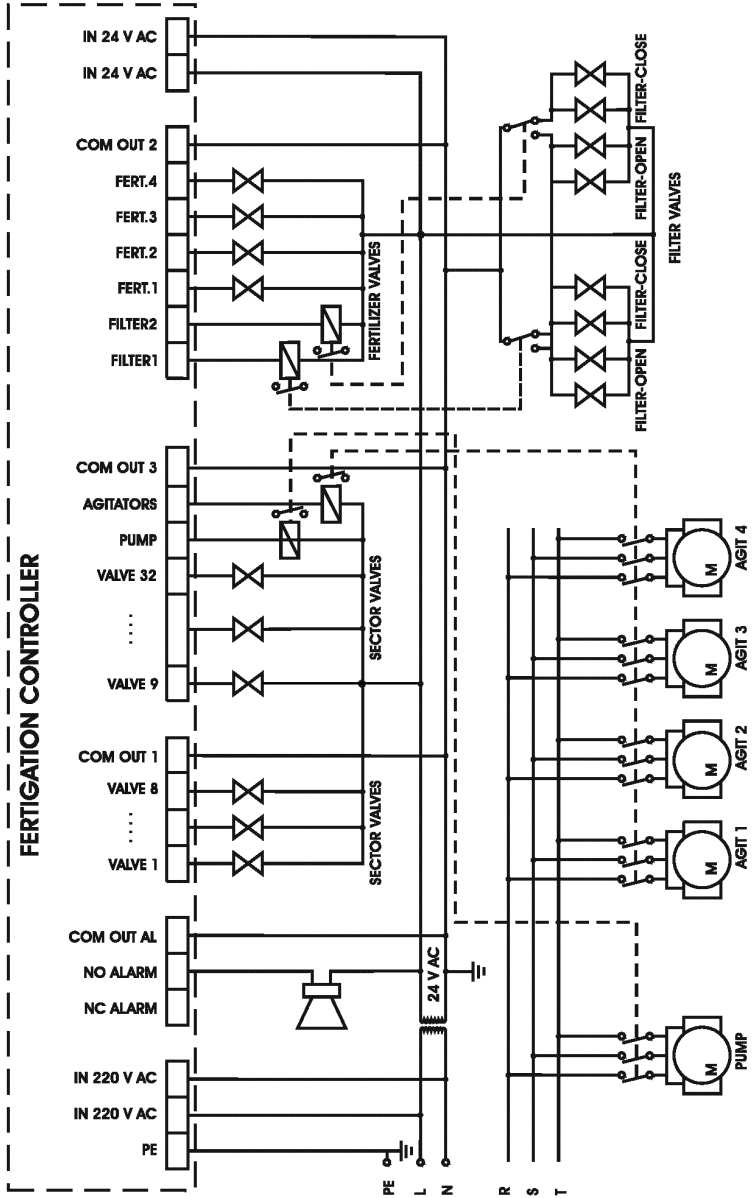 FERTIGATION CONTROLLER
IN 24 V AC
IN 24 V AC
COM OUT 2
FERT.4
FERT.3
FERT.2
FERT.1
FILTER2
FILTER1
COM OUT 3
AGITATORS
PUMP
VALVE 32
.....
VALVE 9
COM OUT 1
VALVE 8
.....
VALVE 1
COM OUT AL
NO ALARM
NC ALARM
IN 220 V AC
IN 220 V AC
PE
FERTILIZER VALVES
SECTOR VALVES
SECTOR VALVES
24 V AC
PE
L
N
R
S
T
FILTER-CLOSE
FILTER-OPEN
FILTER VALVES
FILTER-CLOSE
FILTER-OPEN
M
AGIT 4
M
AGIT 3
M
AGIT 2
M
AGIT 1
M
PUMP